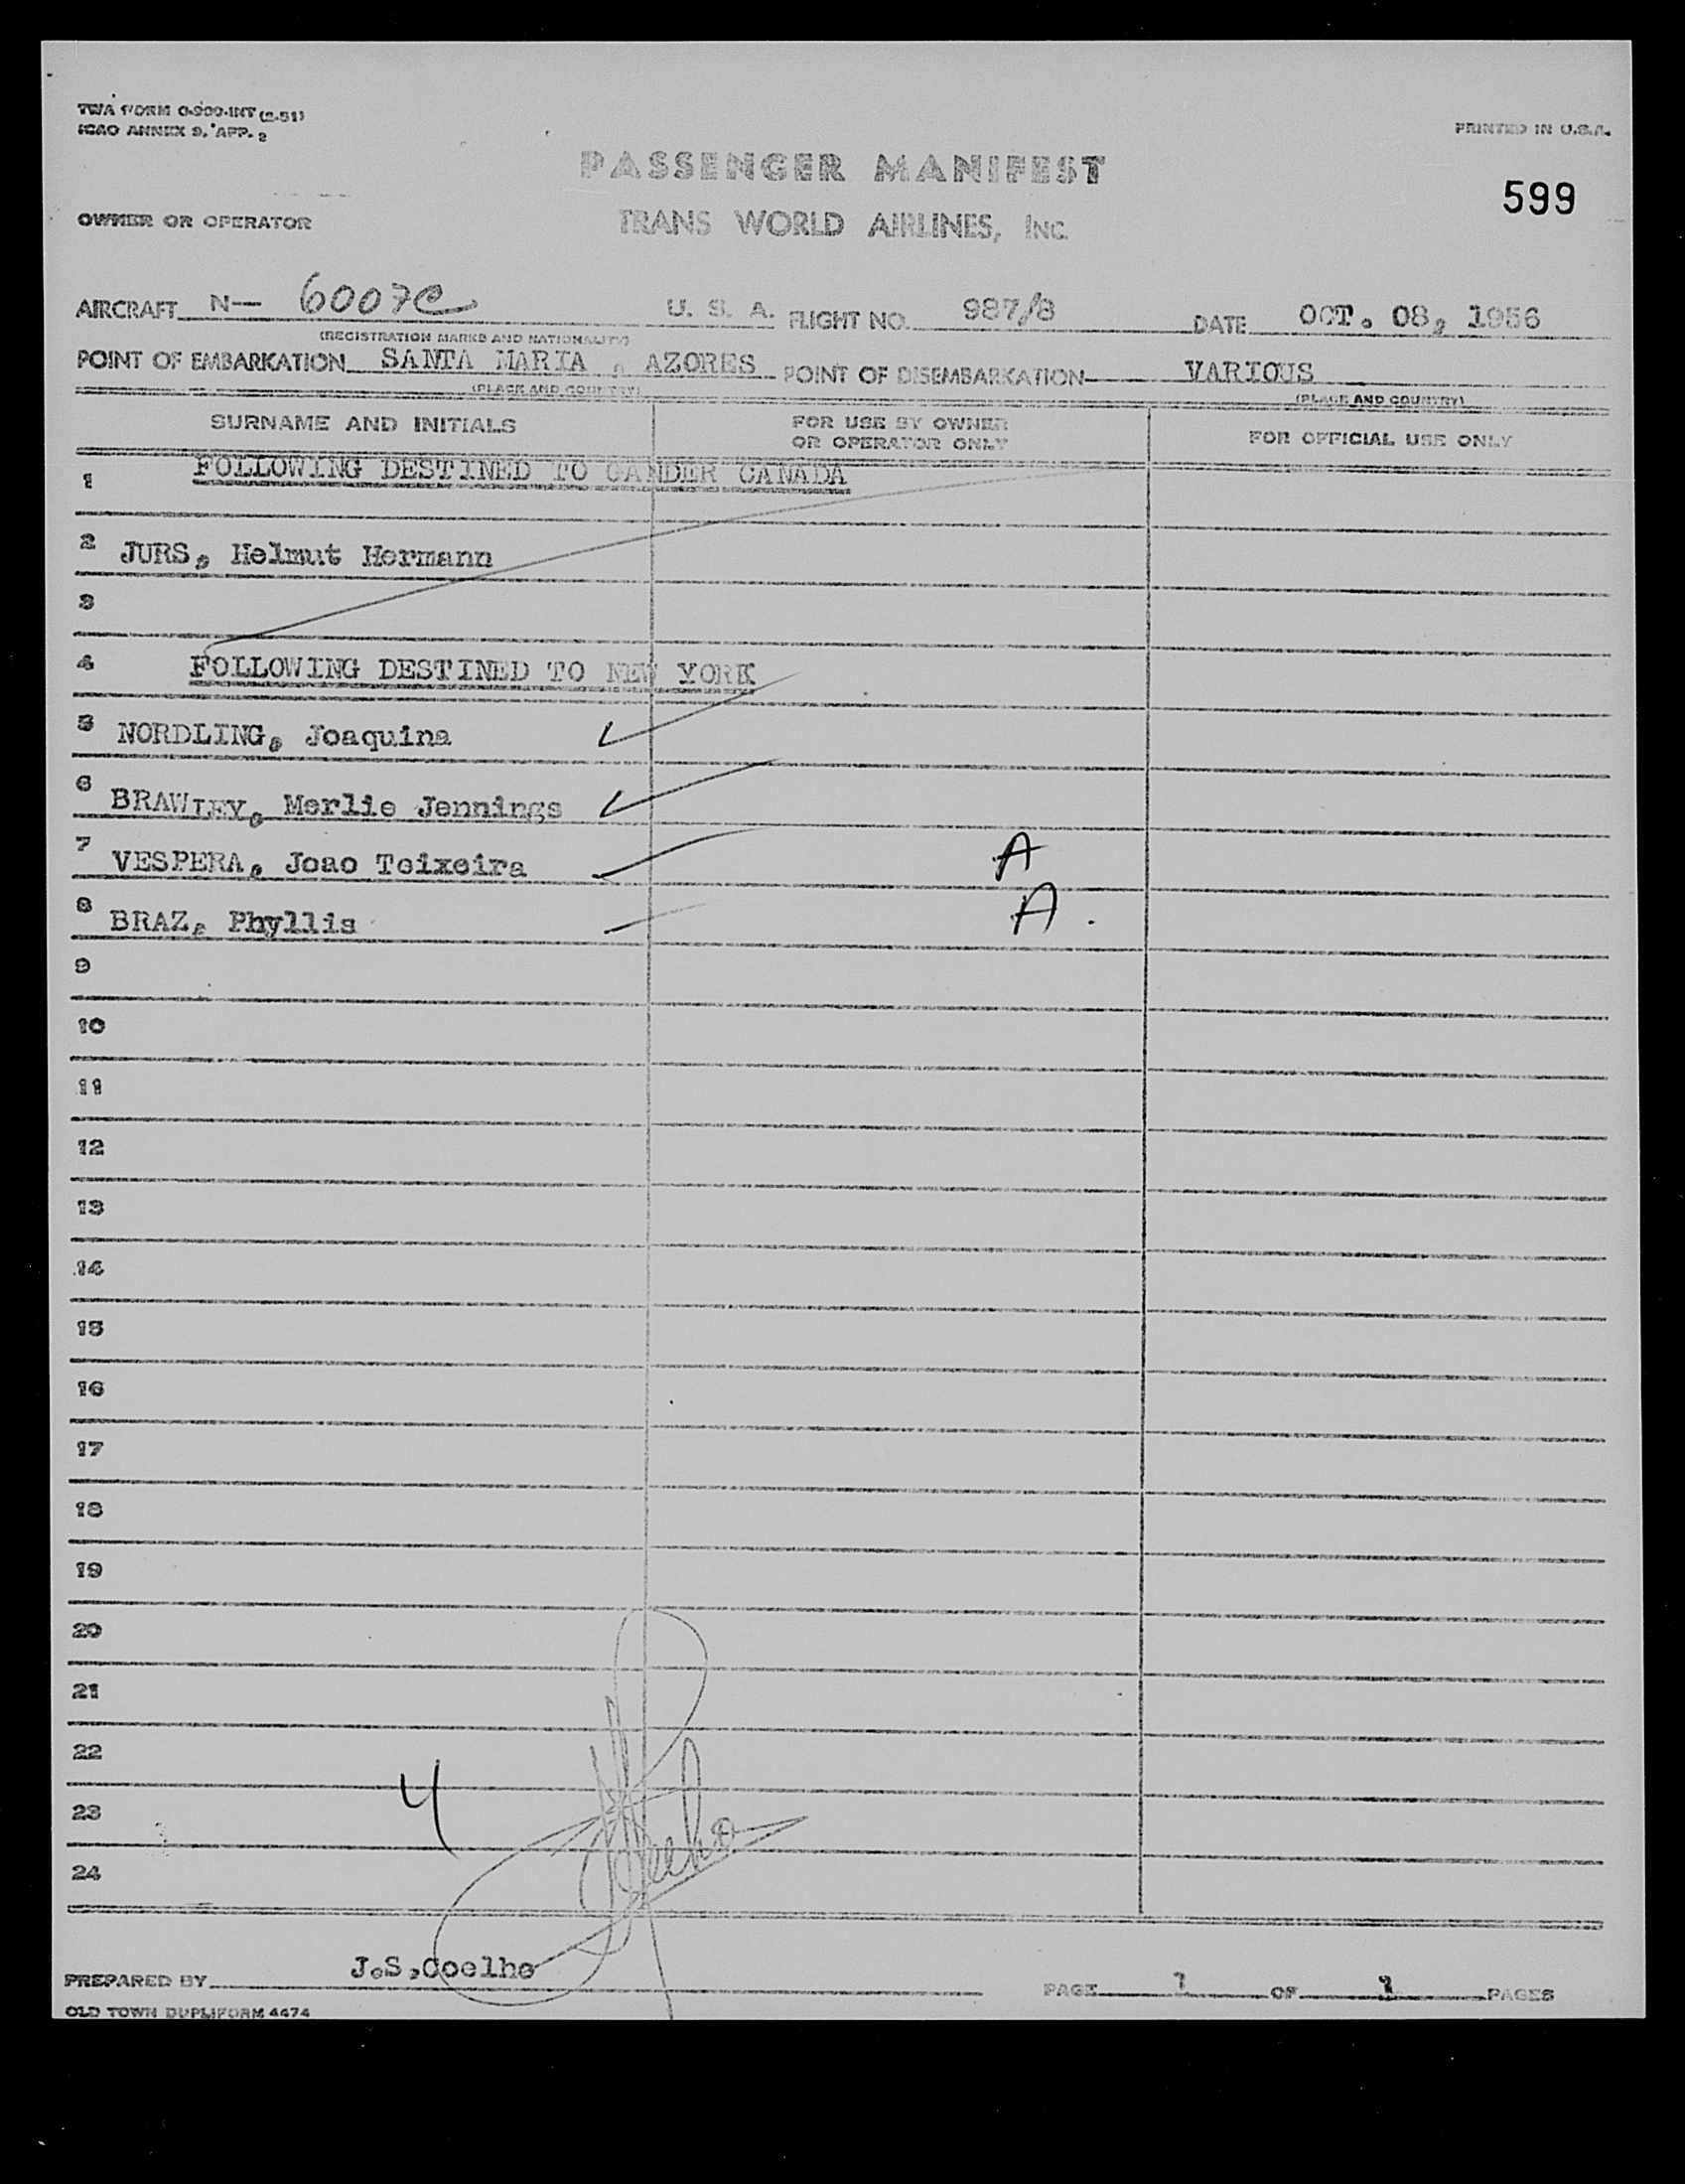 TWA FORM O-900-INT (2-51)
ICAO ANNEX 9, APP. 2
PRINTED IN U.S.A.
PASSENGER MANIFEST
599
OWNER OR OPERATOR TRANS WORLD AIRLINES, INC.
AIRCRAFT N— 6007C U. S. A. FLIGHT NO. 987/8 DATE OCT. 08, 1956
(REGISTRATION MARKS AND NATIONALITY)
POINT OF EMBARKATION SANTA MARIA, AZORES POINT OF DISEMBARKATION VARIOUS
(PLACE AND COUNTRY) (PLACE AND COUNTRY)
SURNAME AND INITIALS FOR USE BY OWNER OR OPERATOR ONLY FOR OFFICIAL USE ONLY
1 FOLLOWING DESTINED TO GANDER CANADA
2 JURS, Helmut Hermann
3
4 FOLLOWING DESTINED TO NEW YORK
5 NORDLING, Joaquina
6 BRAWLEY, Merlie Jennings
7 VESPERA, Joao Teixeira A
8 BRAZ, Phyllis A
9
10
11
12
13
14
15
16
17
18
19
20
21
22
23 4
24
PREPARED BY J.S,Coelho PAGE 1 OF 1 PAGES
OLD TOWN DUPLIFORM 4474